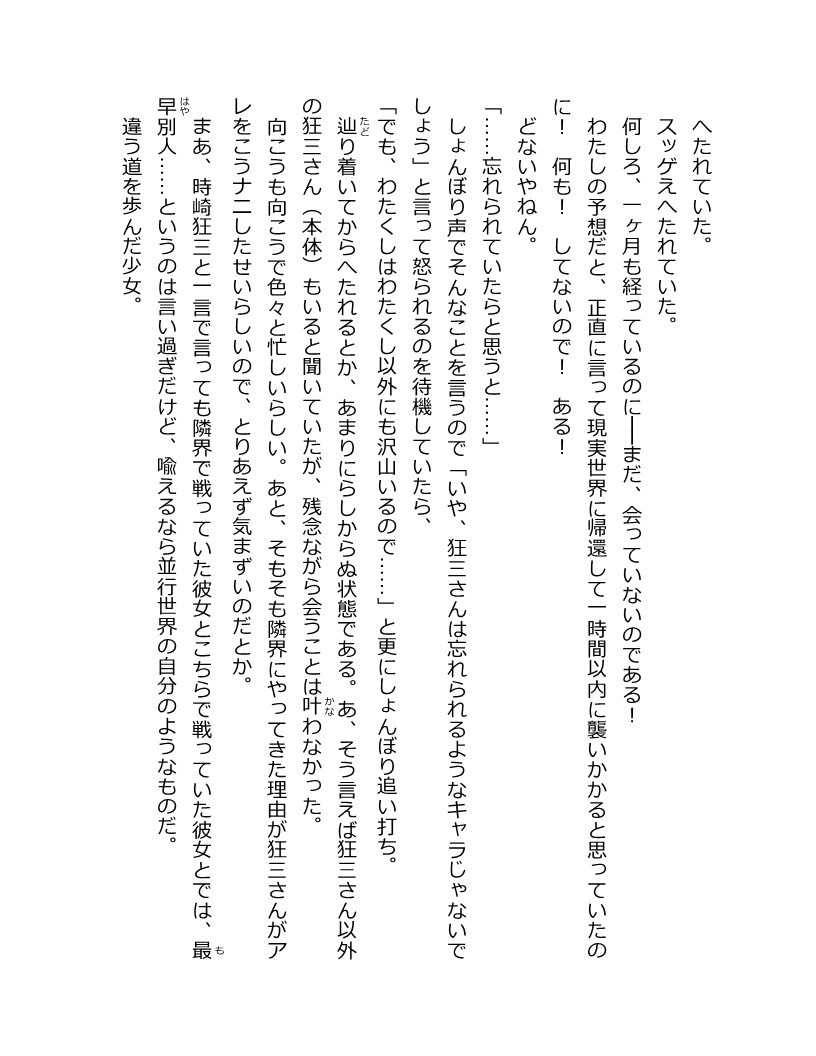 へたれていた。
スッゲえへたれていた。
何しろ、一ヶ月も経っているのに──まだ、会っていないのである！
わたしの予想だと、正直に言って現実世界に帰還して一時間以内に襲いかかると思っていたの
に！　何も！　してないので！　ある！
どないやねん。
「……忘れられていたらと思うと……」
しょんぼり声でそんなことを言うので「いや、狂三さんは忘れられるようなキャラじゃないで
しょう」と言って怒られるのを待機していたら、
「でも、わたくしはわたくし以外にも沢山いるので……」と更にしょんぼり追い打ち。
辿り着いてからへたれるとか、あまりにらしからぬ状態である。あ、そう言えば狂三さん以外
の狂三さん（本体）もいると聞いていたが、残念ながら会うことは叶わなかった。
向こうも向こうで色々と忙しいらしい。あと、そもそも隣界にやってきた理由が狂三さんがア
レをこうナニしたせいらしいので、とりあえず気まずいのだとか。
まあ、時崎狂三と一言で言っても隣界で戦っていた彼女とこちらで戦っていた彼女とでは、最
早別人……というのは言い過ぎだけど、喩えるなら並行世界の自分のようなものだ。
違う道を歩んだ少女。